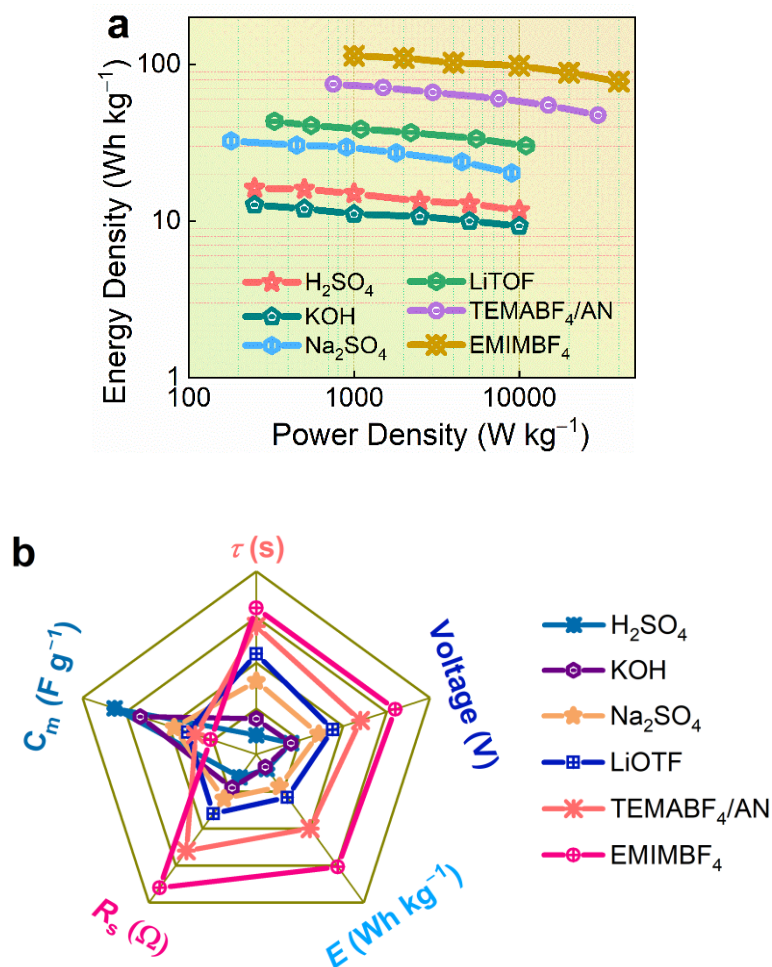 a
Energy Density (Wh kg⁻¹)
100
10
1
H₂SO₄
KOH
Na₂SO₄
LiTOF
TEMABF₄/AN
EMIMBF₄
100
1000
10000
Power Density (W kg⁻¹)
b
τ (s)
Voltage (V)
E (Wh kg⁻¹)
Rₛ (Ω)
Cₘ (F g⁻¹)
H₂SO₄
KOH
Na₂SO₄
LiOTF
TEMABF₄/AN
EMIMBF₄